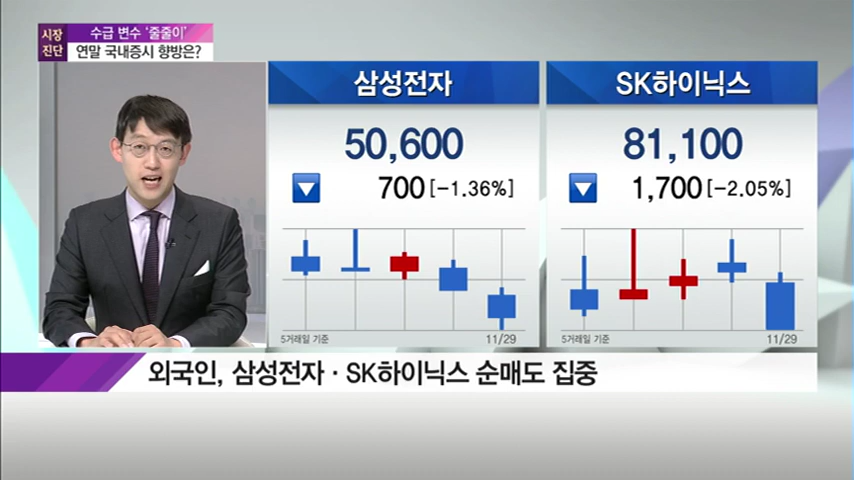 시장
진단
수급 변수 '줄줄이'
연말 국내증시 향방은?
삼성전자
50,600
▼ 700 [-1.36%]
5거래일 기준 11/29
SK하이닉스
81,100
▼ 1,700 [-2.05%]
5거래일 기준 11/29
외국인, 삼성전자·SK하이닉스 순매도 집중